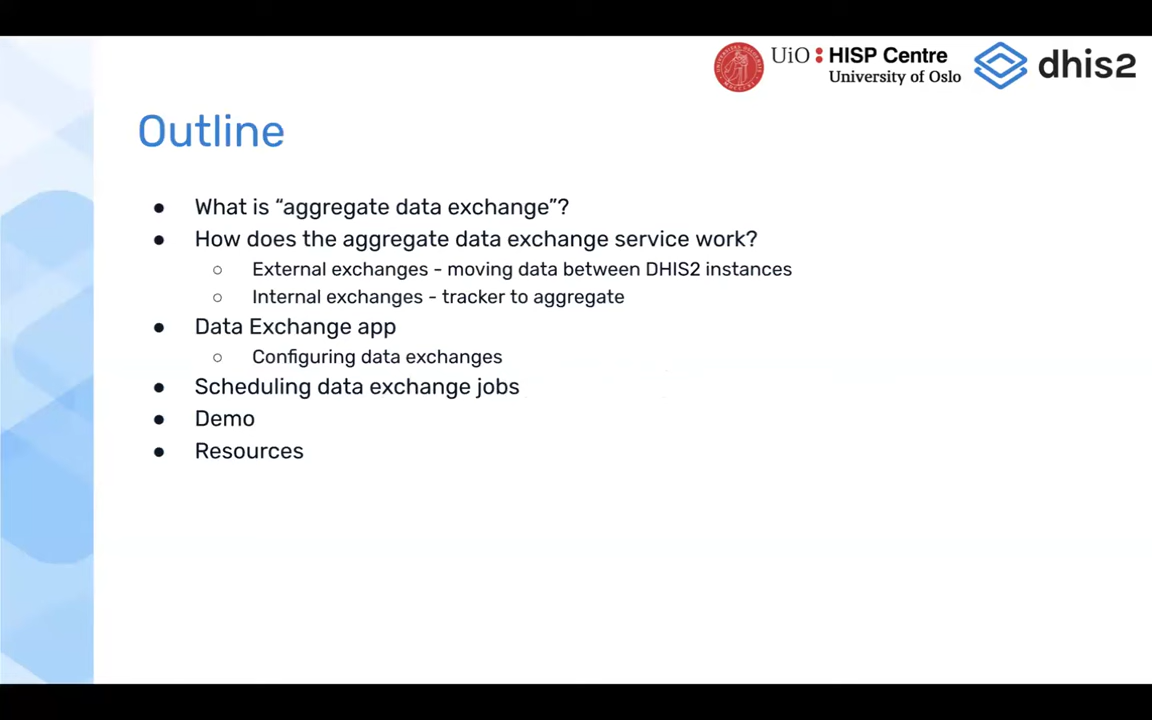 UiO HISP Centre
University of Oslo
dhis2
Outline
● What is “aggregate data exchange”?
● How does the aggregate data exchange service work?
○ External exchanges - moving data between DHIS2 instances
○ Internal exchanges - tracker to aggregate
● Data Exchange app
○ Configuring data exchanges
● Scheduling data exchange jobs
● Demo
● Resources